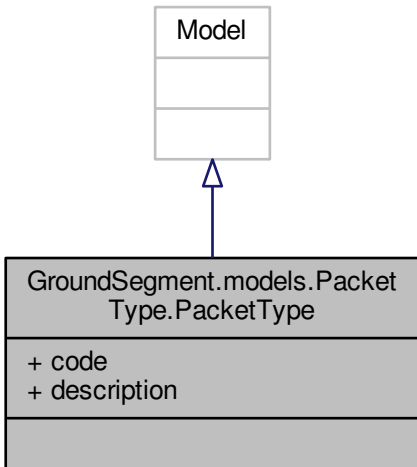 Model
GroundSegment.models.Packet
Type.PacketType
+ code
+ description